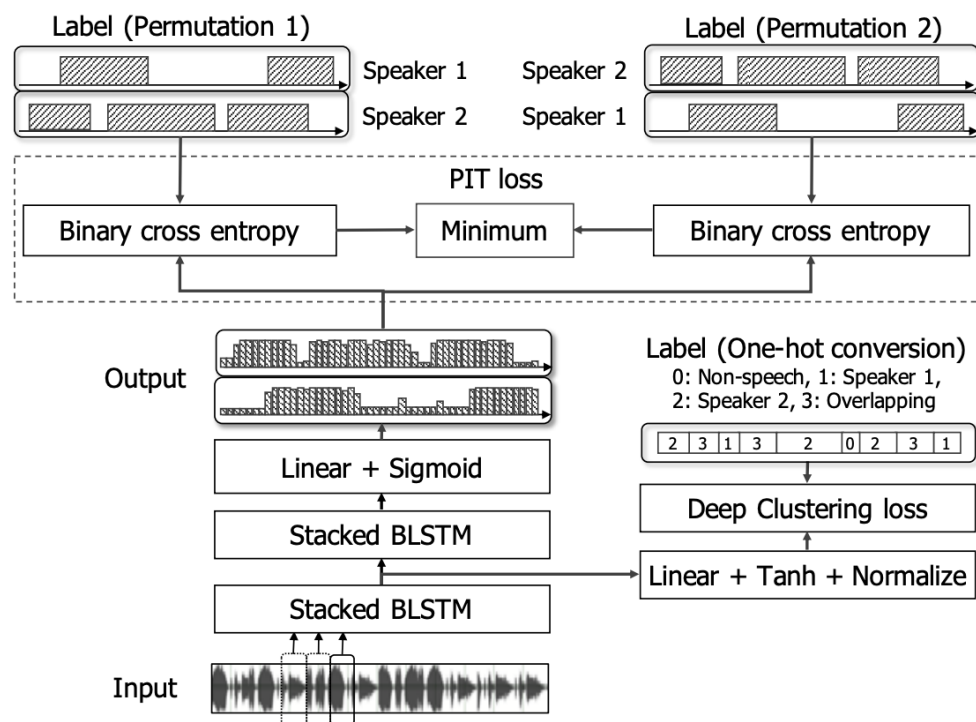 Label (Permutation 1)
Label (Permutation 2)
Speaker 1
Speaker 2
Speaker 2
Speaker 1
PIT loss
Binary cross entropy
Minimum
Binary cross entropy
Output
Label (One-hot conversion)
0: Non-speech, 1: Speaker 1,
2: Speaker 2, 3: Overlapping
2 3 1 3 2 0 2 3 1
Linear + Sigmoid
Deep Clustering loss
Stacked BLSTM
Linear + Tanh + Normalize
Stacked BLSTM
Input